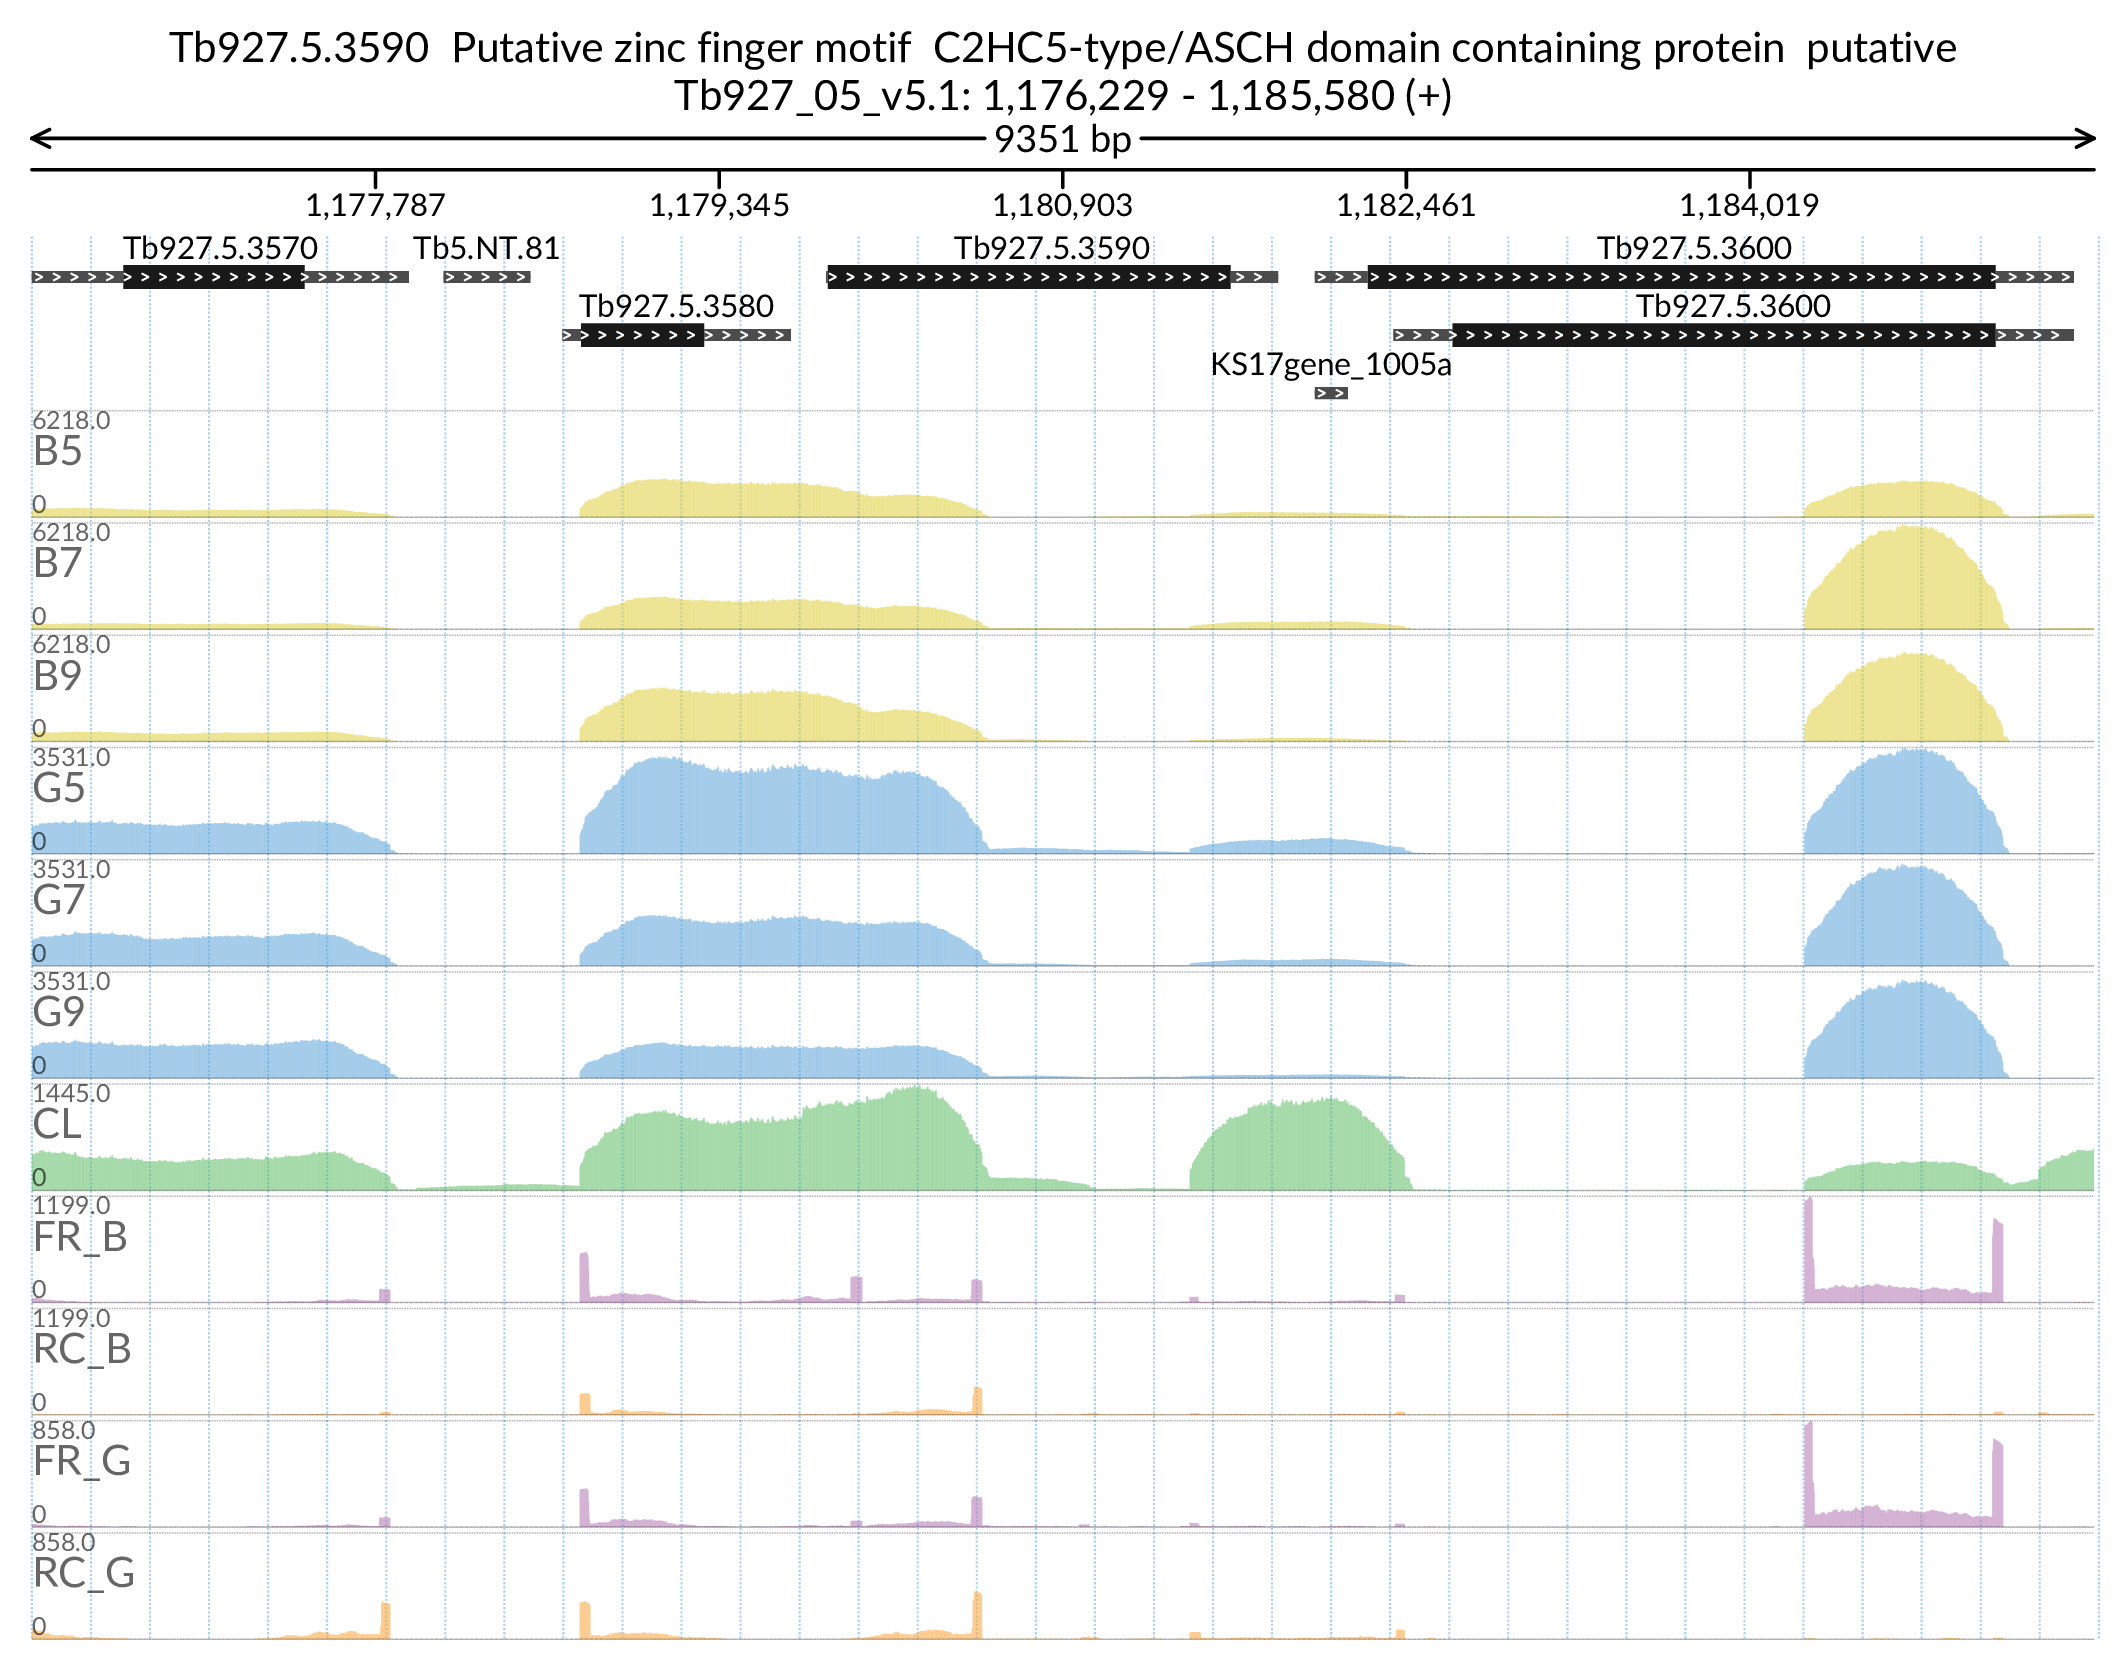 Tb927.5.3590  Putative zinc finger motif  C2HC5-type/ASCH domain containing protein  putative
Tb927_05_v5.1: 1,176,229 - 1,185,580 (+)
9351 bp
1,177,787 1,179,345 1,180,903 1,182,461 1,184,019
Tb927.5.3570 Tb5.NT.81 Tb927.5.3590 Tb927.5.3600
Tb927.5.3580 Tb927.5.3600
KS17gene_1005a
6218.0
B5
0
6218.0
B7
0
6218.0
B9
0
3531.0
G5
0
3531.0
G7
0
3531.0
G9
0
1445.0
CL
0
1199.0
FR_B
0
1199.0
RC_B
0
858.0
FR_G
0
858.0
RC_G
0